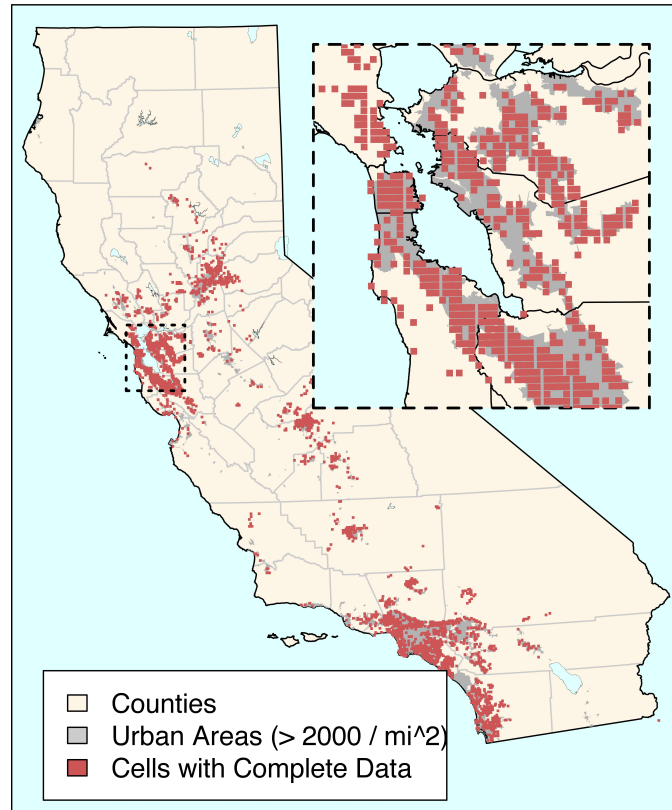 Counties
Urban Areas (> 2000 / mi^2)
Cells with Complete Data